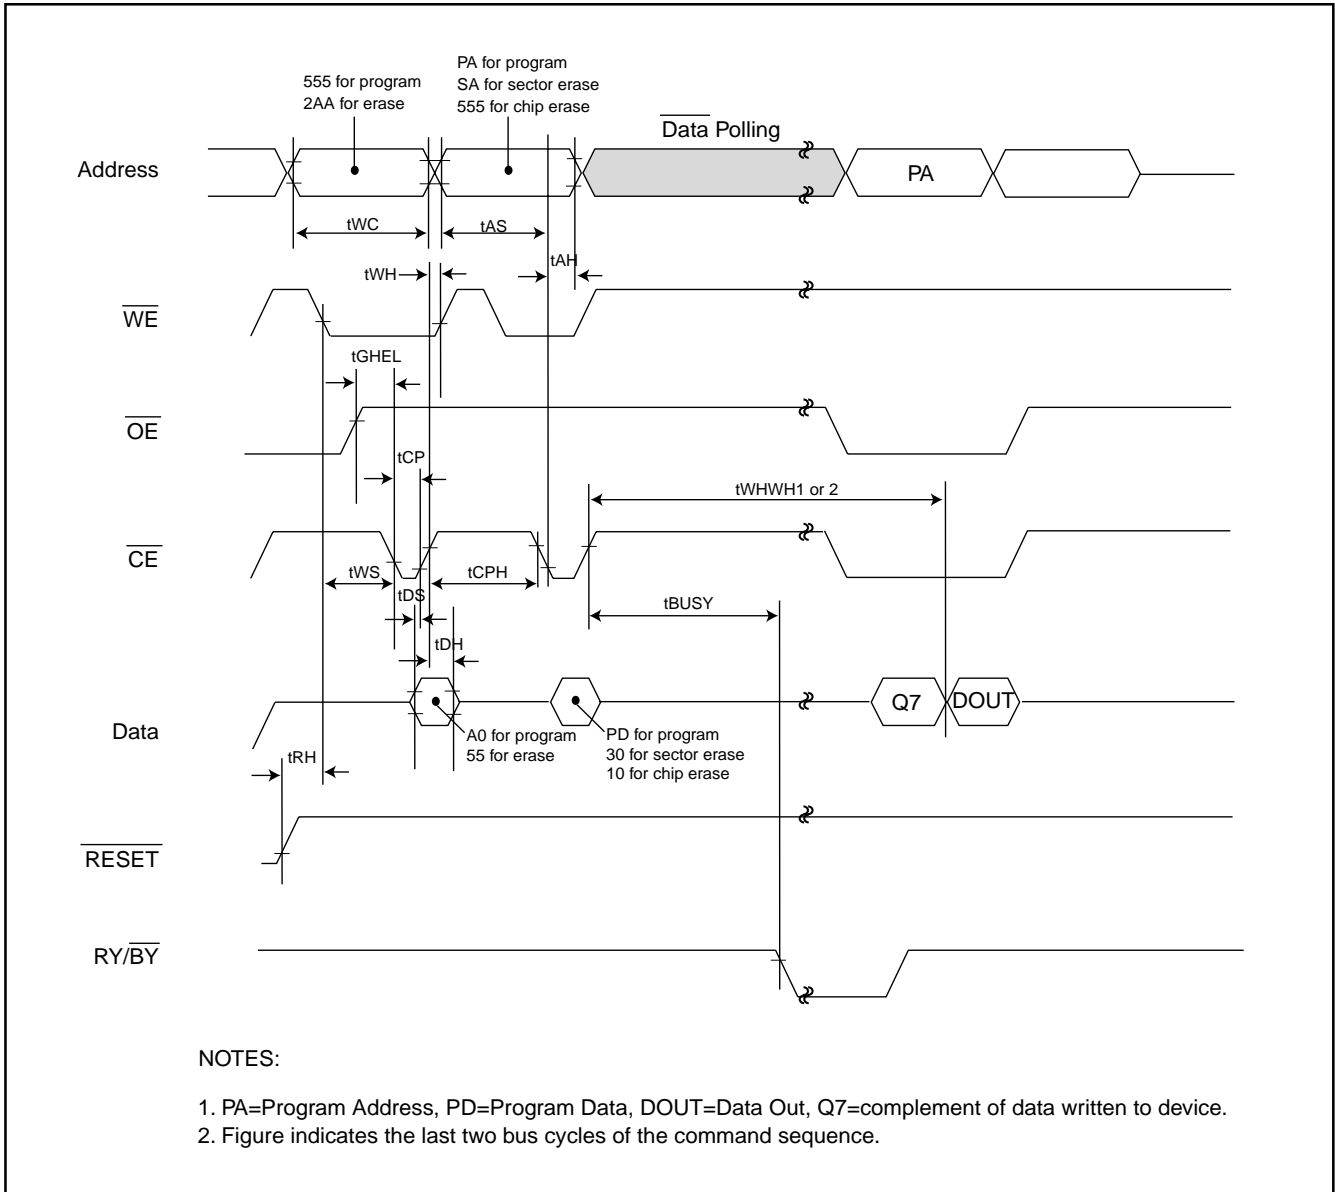 555 for program
2AA for erase
PA for program
SA for sector erase
555 for chip erase
Data Polling
Address
PA
tWC
tAS
tAH
tWH
WE
tGHEL
OE
tCP
tWHWH1 or 2
CE
tWS
tCPH
tDS
tBUSY
tDH
Q7
DOUT
Data
A0 for program
55 for erase
PD for program
30 for sector erase
10 for chip erase
tRH
RESET
RY/BY
NOTES:
1. PA=Program Address, PD=Program Data, DOUT=Data Out, Q7=complement of data written to device.
2. Figure indicates the last two bus cycles of the command sequence.